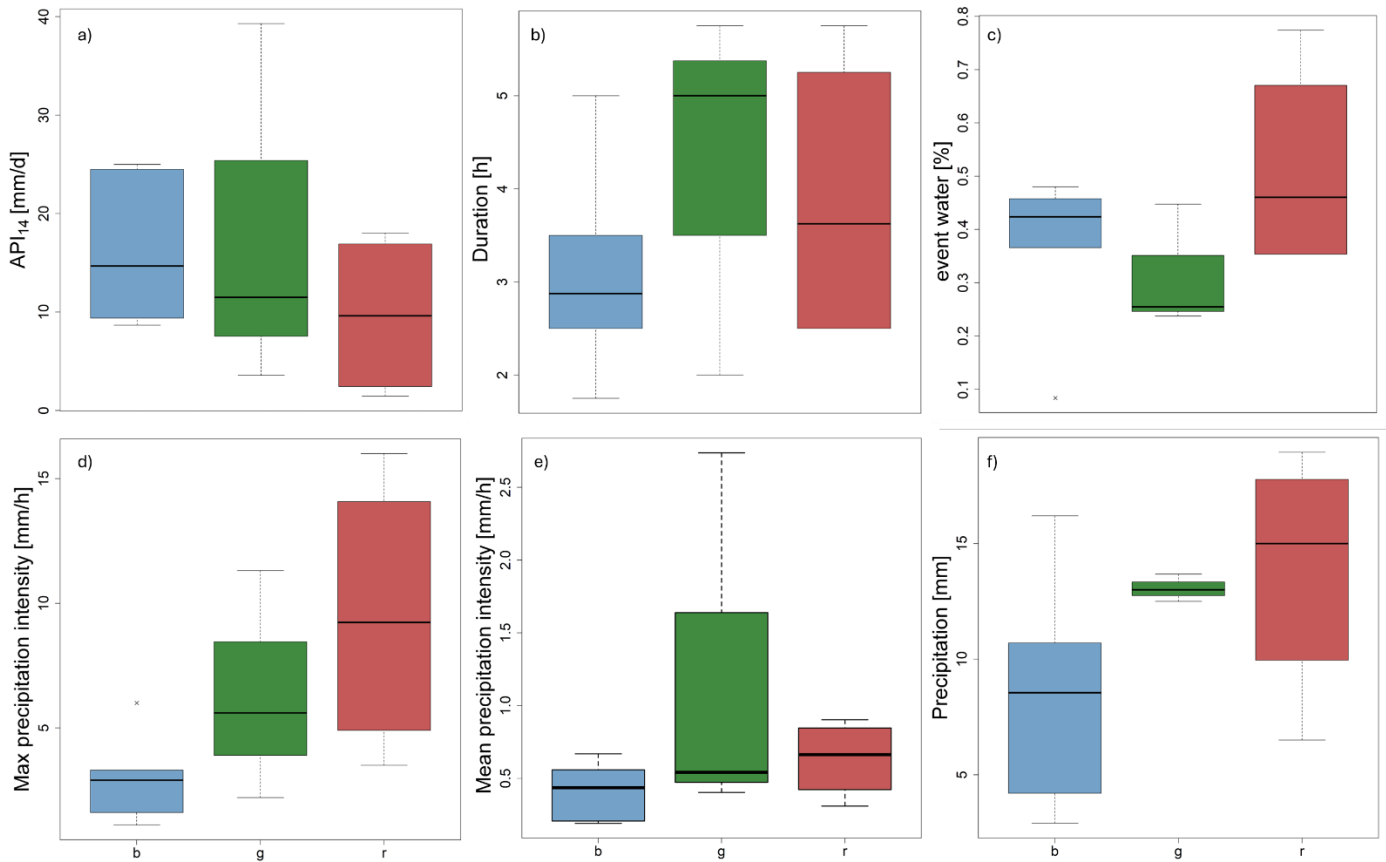 a)
API14 [mm/d]
40
30
20
10
0
b)
Duration [h]
5
4
3
2
c)
event water [%]
0.8
0.7
0.6
0.5
0.4
0.3
0.2
0.1
d)
Max precipitation intensity [mm/h]
15
10
5
b g r
e)
Mean precipitation intensity [mm/h]
2.5
2.0
1.5
1.0
0.5
b g r
f)
Precipitation [mm]
15
10
5
b g r